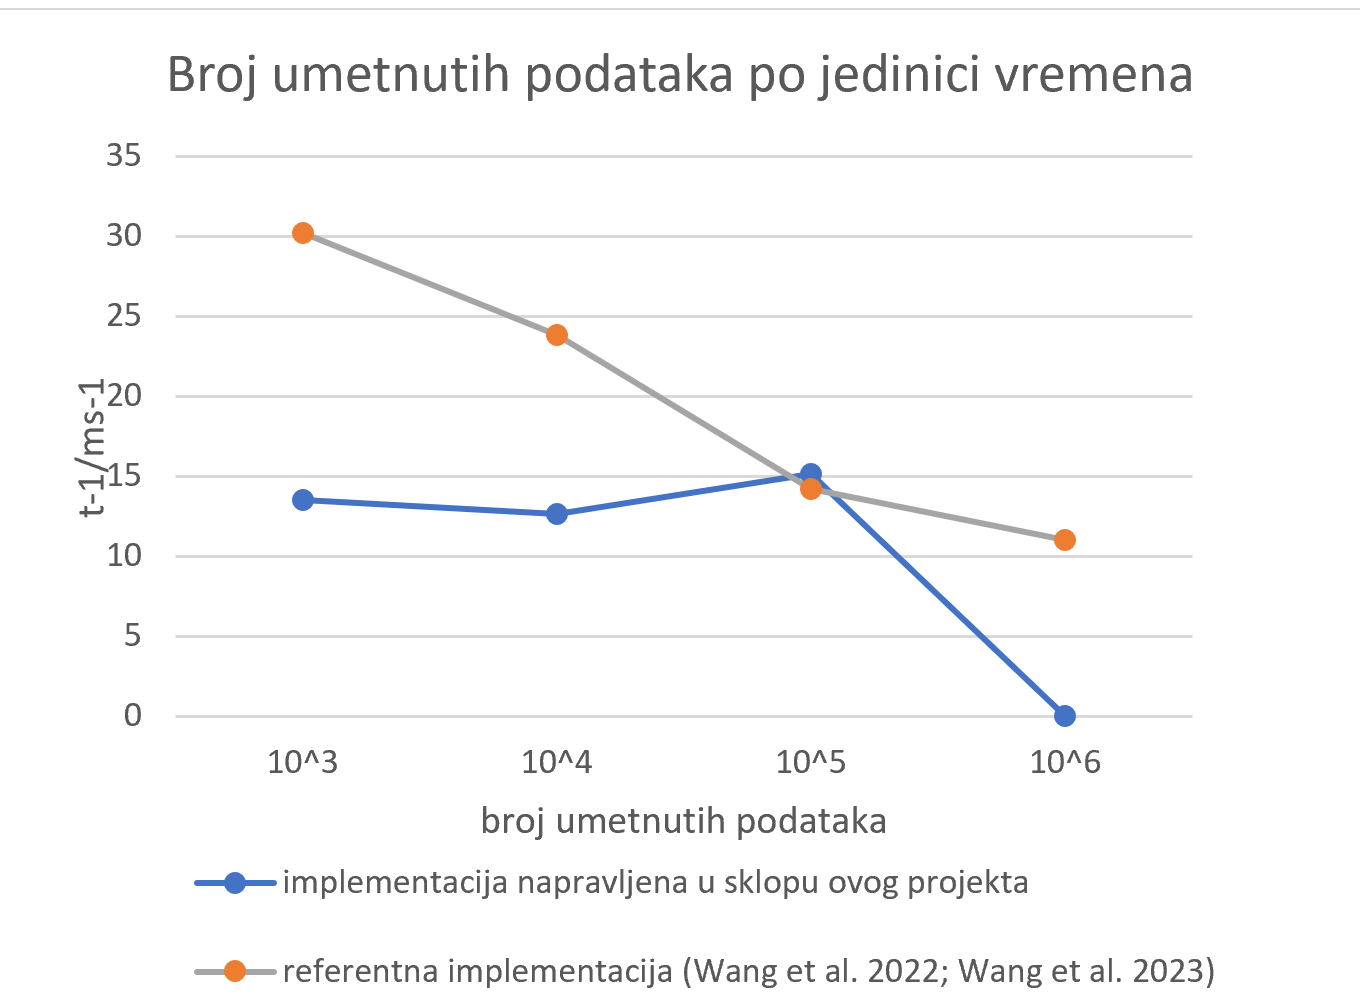 Broj umetnutih podataka po jedinici vremena
35
30
25
20
15
10
5
0
t-1/ms-1
10^3 10^4 10^5 10^6
broj umetnutih podataka
implementacija napravljena u sklopu ovog projekta
referentna implementacija (Wang et al. 2022; Wang et al. 2023)